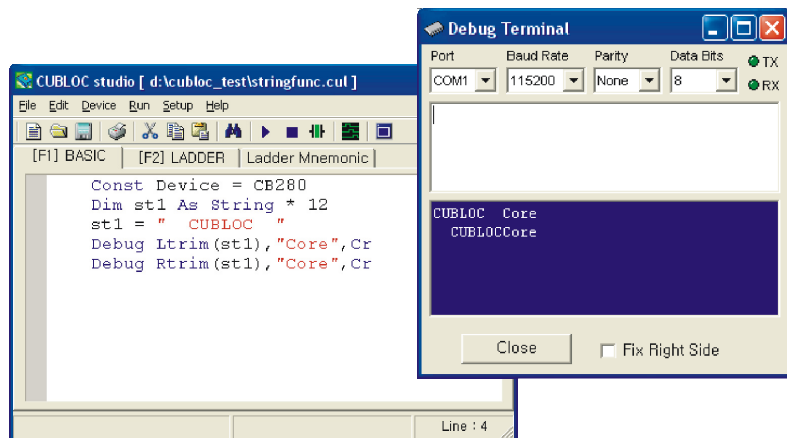 CUBLOC studio [ d:\cubloc_test\stringfunc.cul ]
File Edit Device Run Setup Help
[F1] BASIC [F2] LADDER Ladder Mnemonic
Const Device = CB280
Dim st1 As String * 12
st1 = "  CUBLOC  "
Debug Ltrim(st1),"Core",Cr
Debug Rtrim(st1),"Core",Cr
Line : 4
Debug Terminal
Port Baud Rate Parity Data Bits TX
COM1 115200 None 8 RX
CUBLOC  Core
  CUBLOCCore
Close Fix Right Side